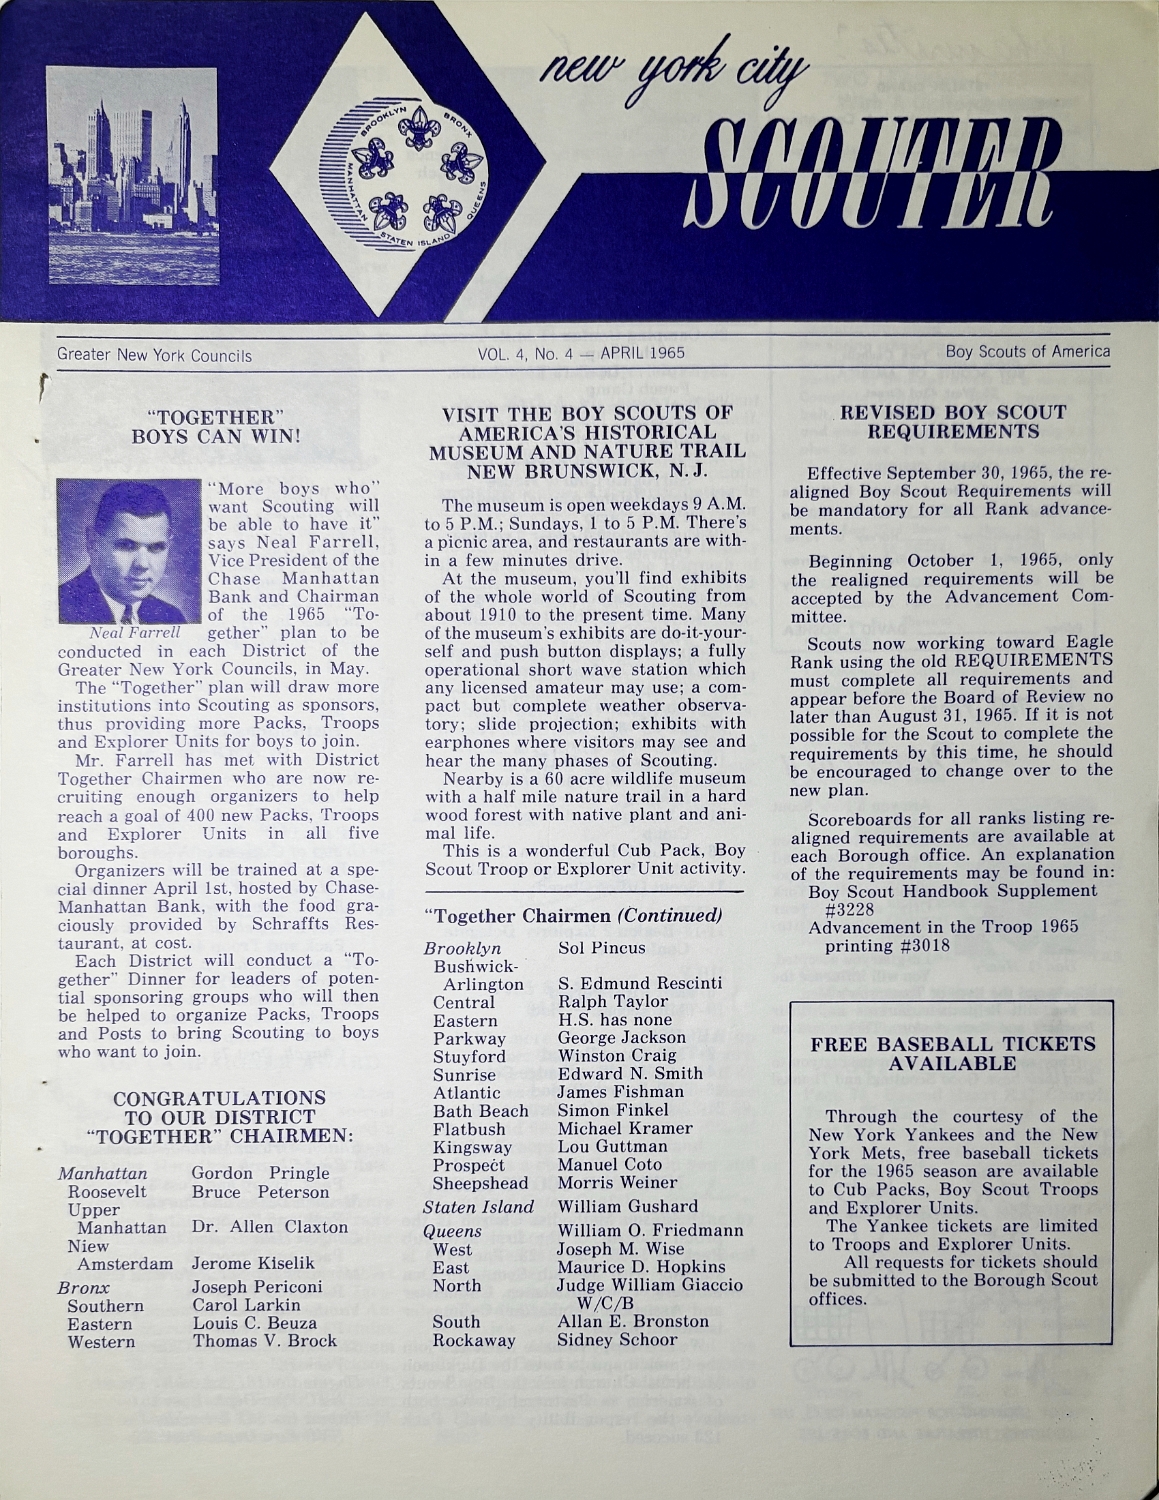 new york city
SCOUTER
BROOKLYN
BRONX
MANHATTAN
QUEENS
STATEN ISLAND
Greater New York Councils
VOL. 4, No. 4 — APRIL 1965
Boy Scouts of America
“TOGETHER”
BOYS CAN WIN!
“More boys who”
want Scouting will
be able to have it”
says Neal Farrell,
Vice President of the
Chase Manhattan
Bank and Chairman
of the 1965 “To-
Neal Farrell
gether” plan to be
conducted in each District of the
Greater New York Councils, in May.
The “Together” plan will draw more
institutions into Scouting as sponsors,
thus providing more Packs, Troops
and Explorer Units for boys to join.
Mr. Farrell has met with District
Together Chairmen who are now re-
cruiting enough organizers to help
reach a goal of 400 new Packs, Troops
and Explorer Units in all five
boroughs.
Organizers will be trained at a spe-
cial dinner April 1st, hosted by Chase-
Manhattan Bank, with the food gra-
ciously provided by Schraffts Res-
taurant, at cost.
Each District will conduct a “To-
gether” Dinner for leaders of poten-
tial sponsoring groups who will then
be helped to organize Packs, Troops
and Posts to bring Scouting to boys
who want to join.
CONGRATULATIONS
TO OUR DISTRICT
“TOGETHER” CHAIRMEN:
Manhattan Gordon Pringle
Roosevelt Bruce Peterson
Upper
Manhattan Dr. Allen Claxton
Niew
Amsterdam Jerome Kiselik
Bronx Joseph Periconi
Southern Carol Larkin
Eastern Louis C. Beuza
Western Thomas V. Brock
VISIT THE BOY SCOUTS OF
AMERICA'S HISTORICAL
MUSEUM AND NATURE TRAIL
NEW BRUNSWICK, N. J.
The museum is open weekdays 9 A.M.
to 5 P.M.; Sundays, 1 to 5 P.M. There's
a picnic area, and restaurants are with-
in a few minutes drive.
At the museum, you'll find exhibits
of the whole world of Scouting from
about 1910 to the present time. Many
of the museum's exhibits are do-it-your-
self and push button displays; a fully
operational short wave station which
any licensed amateur may use; a com-
pact but complete weather observa-
tory; slide projection; exhibits with
earphones where visitors may see and
hear the many phases of Scouting.
Nearby is a 60 acre wildlife museum
with a half mile nature trail in a hard
wood forest with native plant and ani-
mal life.
This is a wonderful Cub Pack, Boy
Scout Troop or Explorer Unit activity.
“Together Chairmen (Continued)
Brooklyn Sol Pincus
Bushwick-
Arlington S. Edmund Rescinti
Central Ralph Taylor
Eastern H.S. has none
Parkway George Jackson
Stuyford Winston Craig
Sunrise Edward N. Smith
Atlantic James Fishman
Bath Beach Simon Finkel
Flatbush Michael Kramer
Kingsway Lou Guttman
Prospect Manuel Coto
Sheepshead Morris Weiner
Staten Island William Gushard
Queens William O. Friedmann
West Joseph M. Wise
East Maurice D. Hopkins
North Judge William Giaccio
W/C/B
South Allan E. Bronston
Rockaway Sidney Schoor
REVISED BOY SCOUT
REQUIREMENTS
Effective September 30, 1965, the re-
aligned Boy Scout Requirements will
be mandatory for all Rank advance-
ments.
Beginning October 1, 1965, only
the realigned requirements will be
accepted by the Advancement Com-
mittee.
Scouts now working toward Eagle
Rank using the old REQUIREMENTS
must complete all requirements and
appear before the Board of Review no
later than August 31, 1965. If it is not
possible for the Scout to complete the
requirements by this time, he should
be encouraged to change over to the
new plan.
Scoreboards for all ranks listing re-
aligned requirements are available at
each Borough office. An explanation
of the requirements may be found in:
Boy Scout Handbook Supplement
#3228
Advancement in the Troop 1965
printing #3018
FREE BASEBALL TICKETS
AVAILABLE
Through the courtesy of the
New York Yankees and the New
York Mets, free baseball tickets
for the 1965 season are available
to Cub Packs, Boy Scout Troops
and Explorer Units.
The Yankee tickets are limited
to Troops and Explorer Units.
All requests for tickets should
be submitted to the Borough Scout
offices.